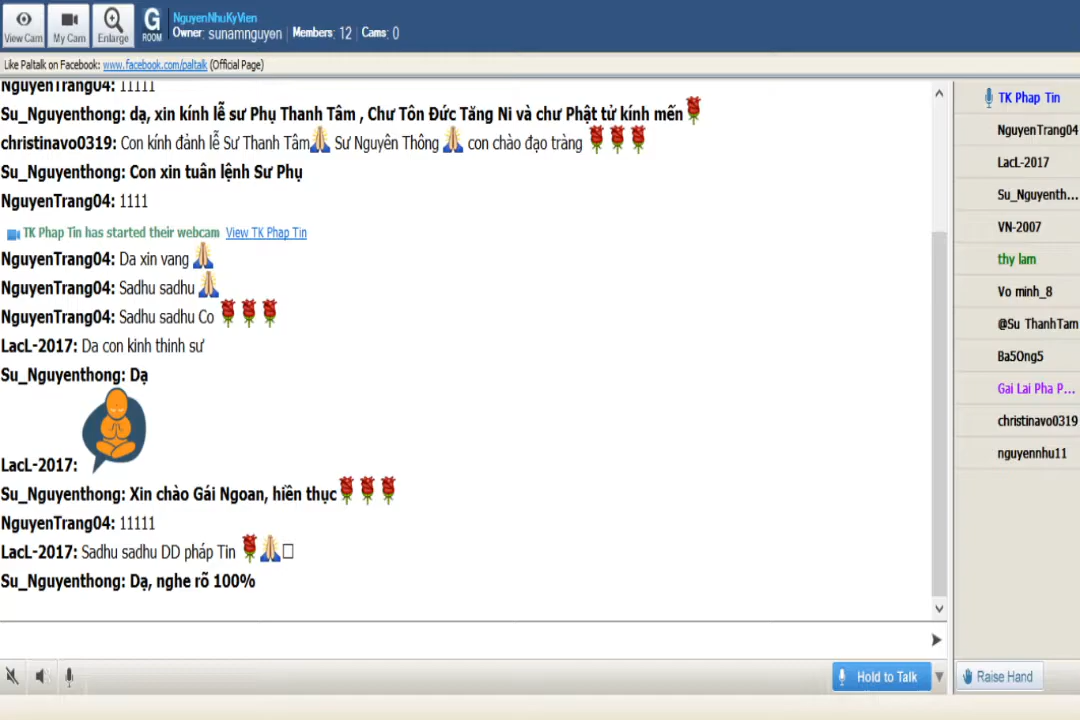 View Cam
My Cam
Enlarge
G
ROOM
NguyenNhuKyVien
Owner: sunamnguyen | Members: 12 | Cams: 0
Like Paltalk on Facebook: www.facebook.com/paltalk (Official Page)
NguyenTrang04: 11111
Su_Nguyenthong: dạ, xin kính lễ sư Phụ Thanh Tâm , Chư Tôn Đức Tăng Ni và chư Phật tử kính mến
christinavo0319: Con kính đảnh lễ Sư Thanh Tâm Sư Nguyên Thông con chào đạo tràng
Su_Nguyenthong: Con xin tuân lệnh Sư Phụ
NguyenTrang04: 1111
TK Phap Tin has started their webcam View TK Phap Tin
NguyenTrang04: Da xin vang
NguyenTrang04: Sadhu sadhu
NguyenTrang04: Sadhu sadhu Co
LacL-2017: Da con kinh thinh sư
Su_Nguyenthong: Dạ
LacL-2017:
Su_Nguyenthong: Xin chào Gái Ngoan, hiền thục
NguyenTrang04: 11111
LacL-2017: Sadhu sadhu DD pháp Tin
Su_Nguyenthong: Dạ, nghe rõ 100%
TK Phap Tin
NguyenTrang04
LacL-2017
Su_Nguyenth...
VN-2007
thy lam
Vo minh_8
@Su ThanhTam
Ba5Ong5
Gai Lai Pha P...
christinavo0319
nguyennhu11
Hold to Talk
Raise Hand